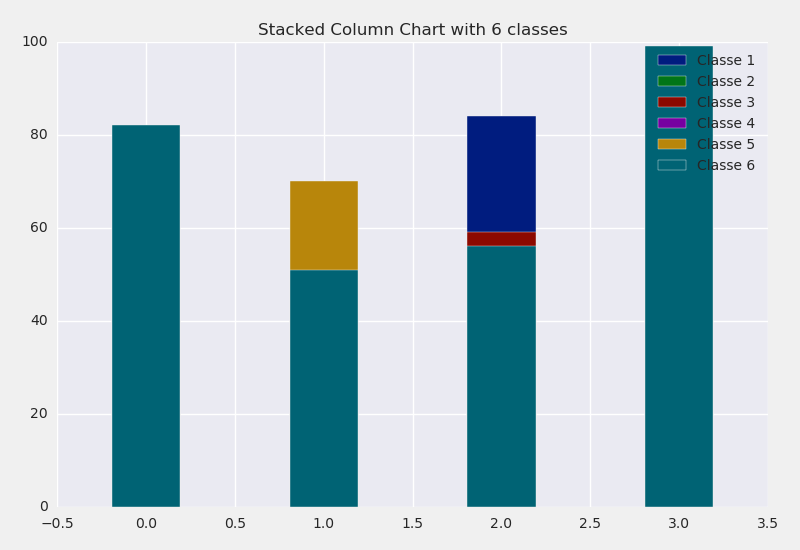 Stacked Column Chart with 6 classes
100
80
60
40
20
0
Classe 1
Classe 2
Classe 3
Classe 4
Classe 5
Classe 6
−0.5 0.0 0.5 1.0 1.5 2.0 2.5 3.0 3.5